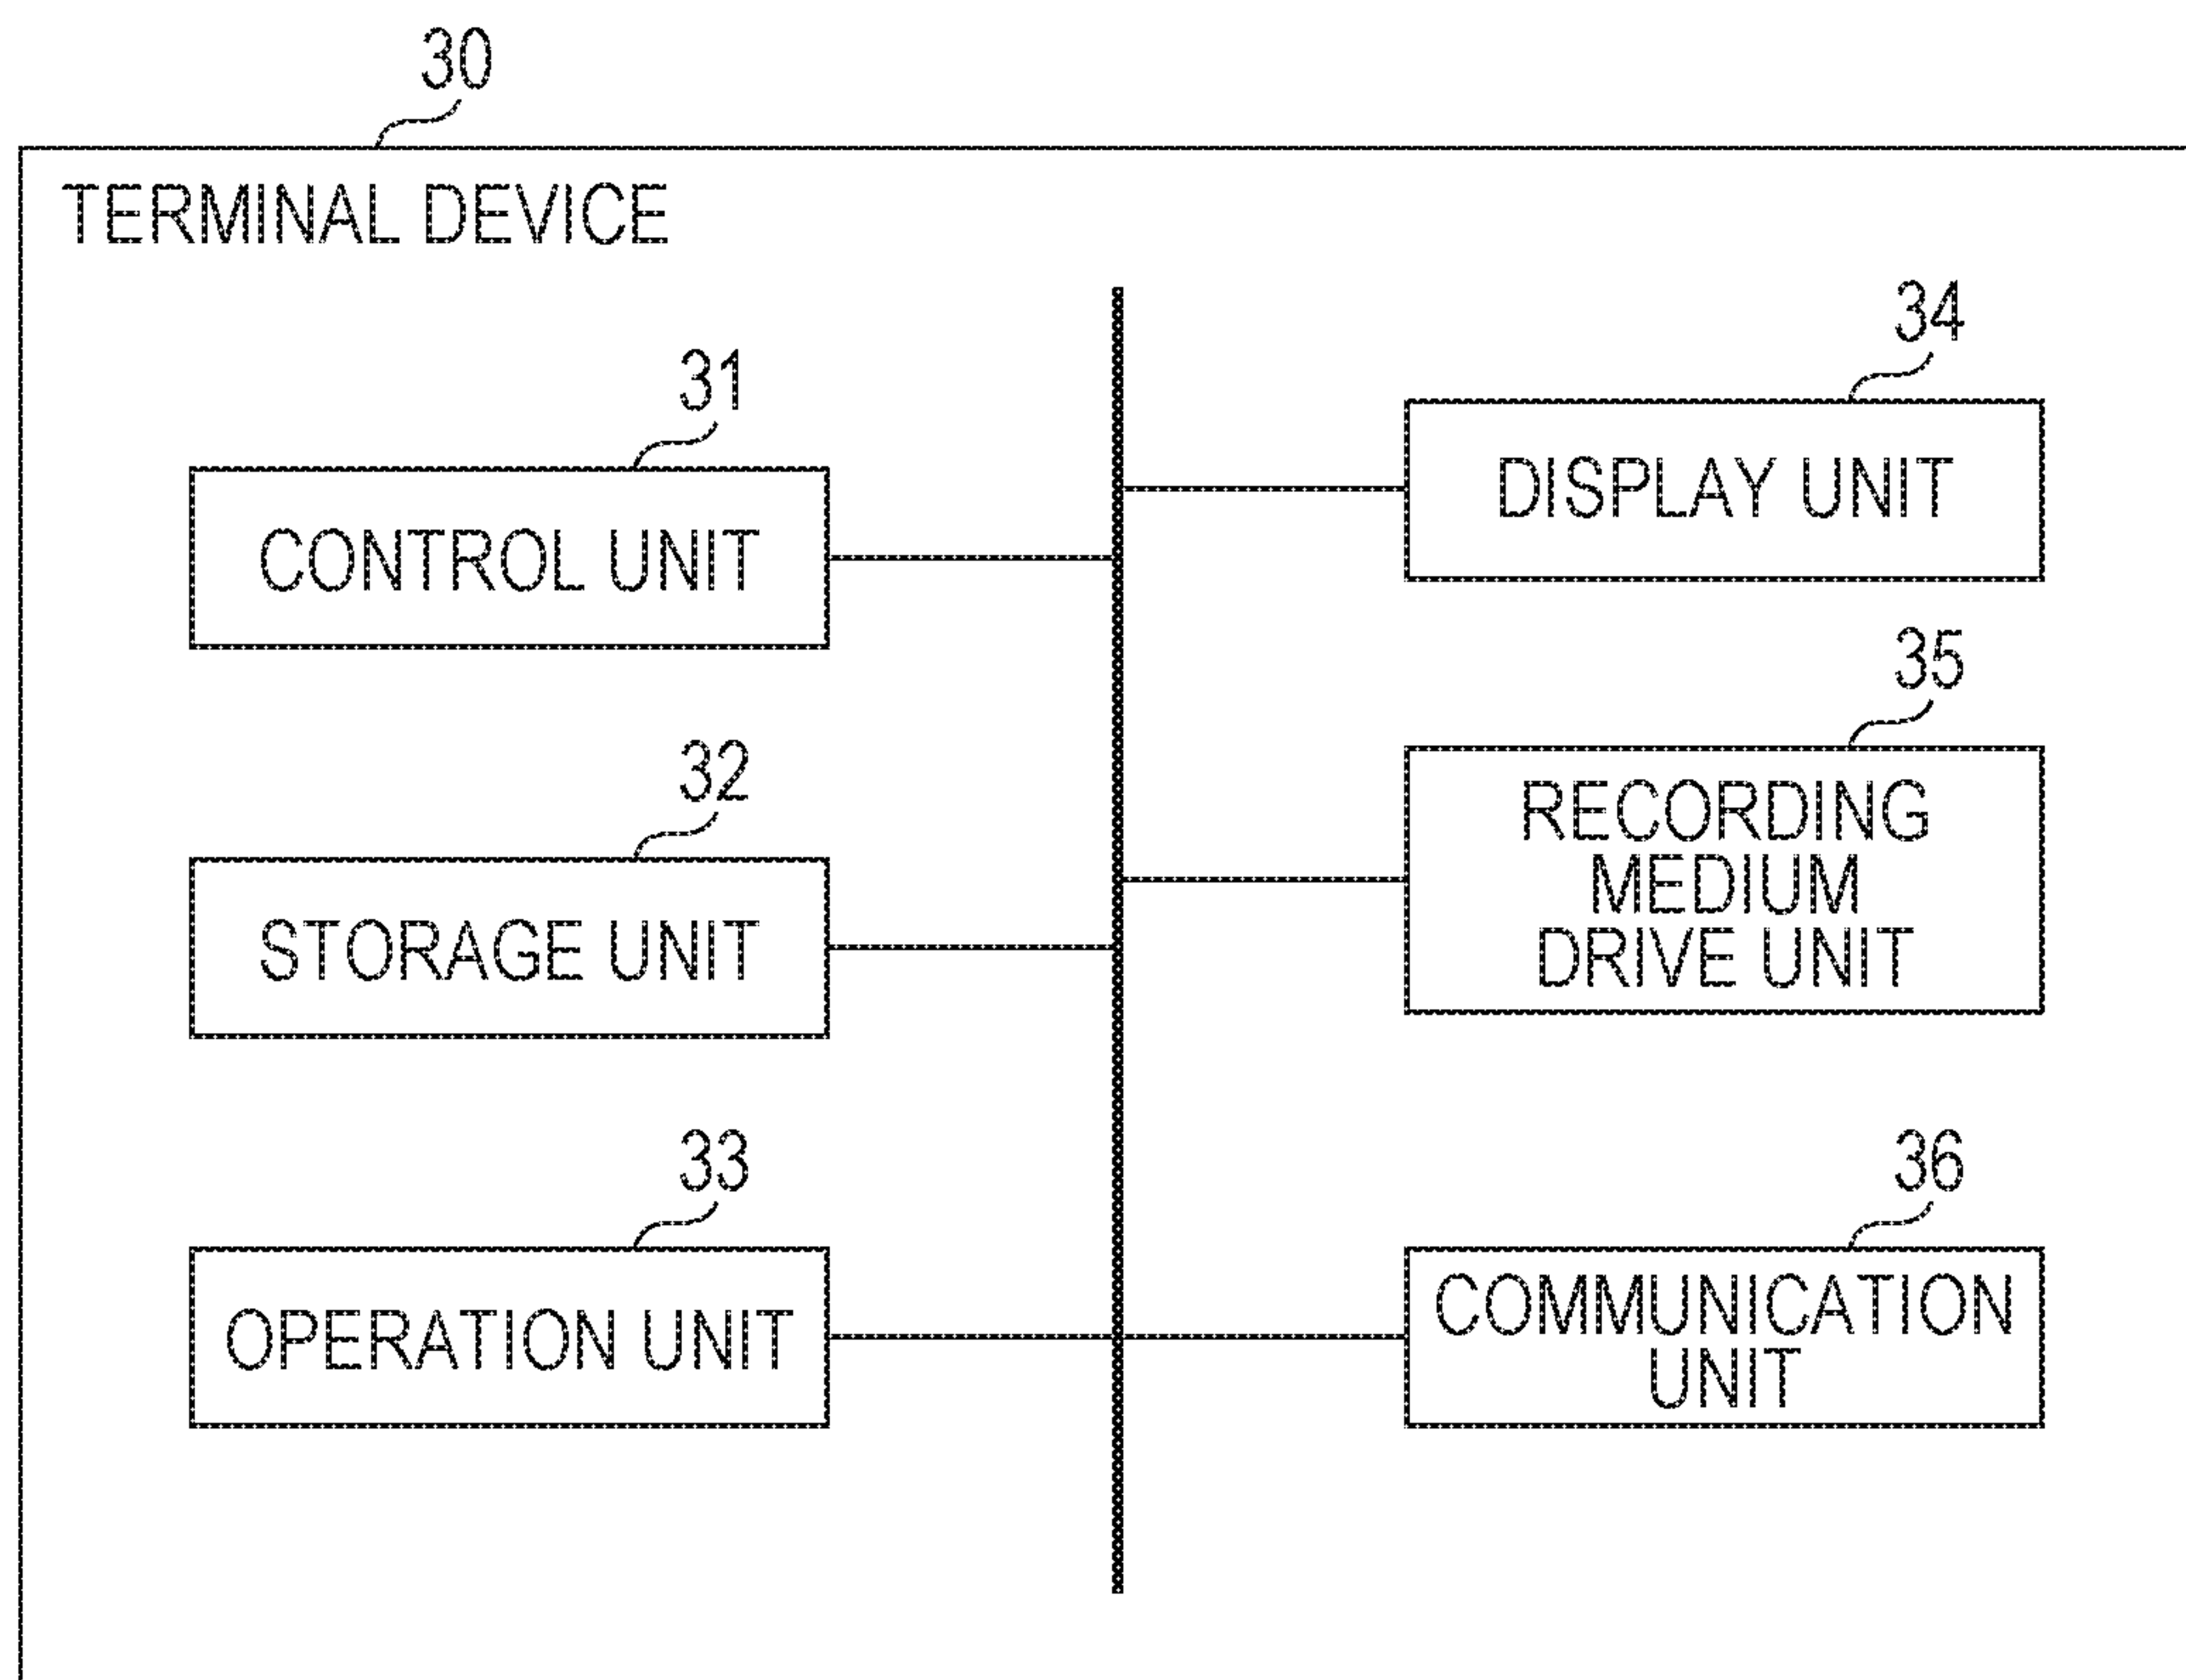 30
TERMINAL DEVICE
31
CONTROL UNIT
32
STORAGE UNIT
33
OPERATION UNIT
34
DISPLAY UNIT
35
RECORDING
MEDIUM
DRIVE UNIT
36
COMMUNICATION
UNIT